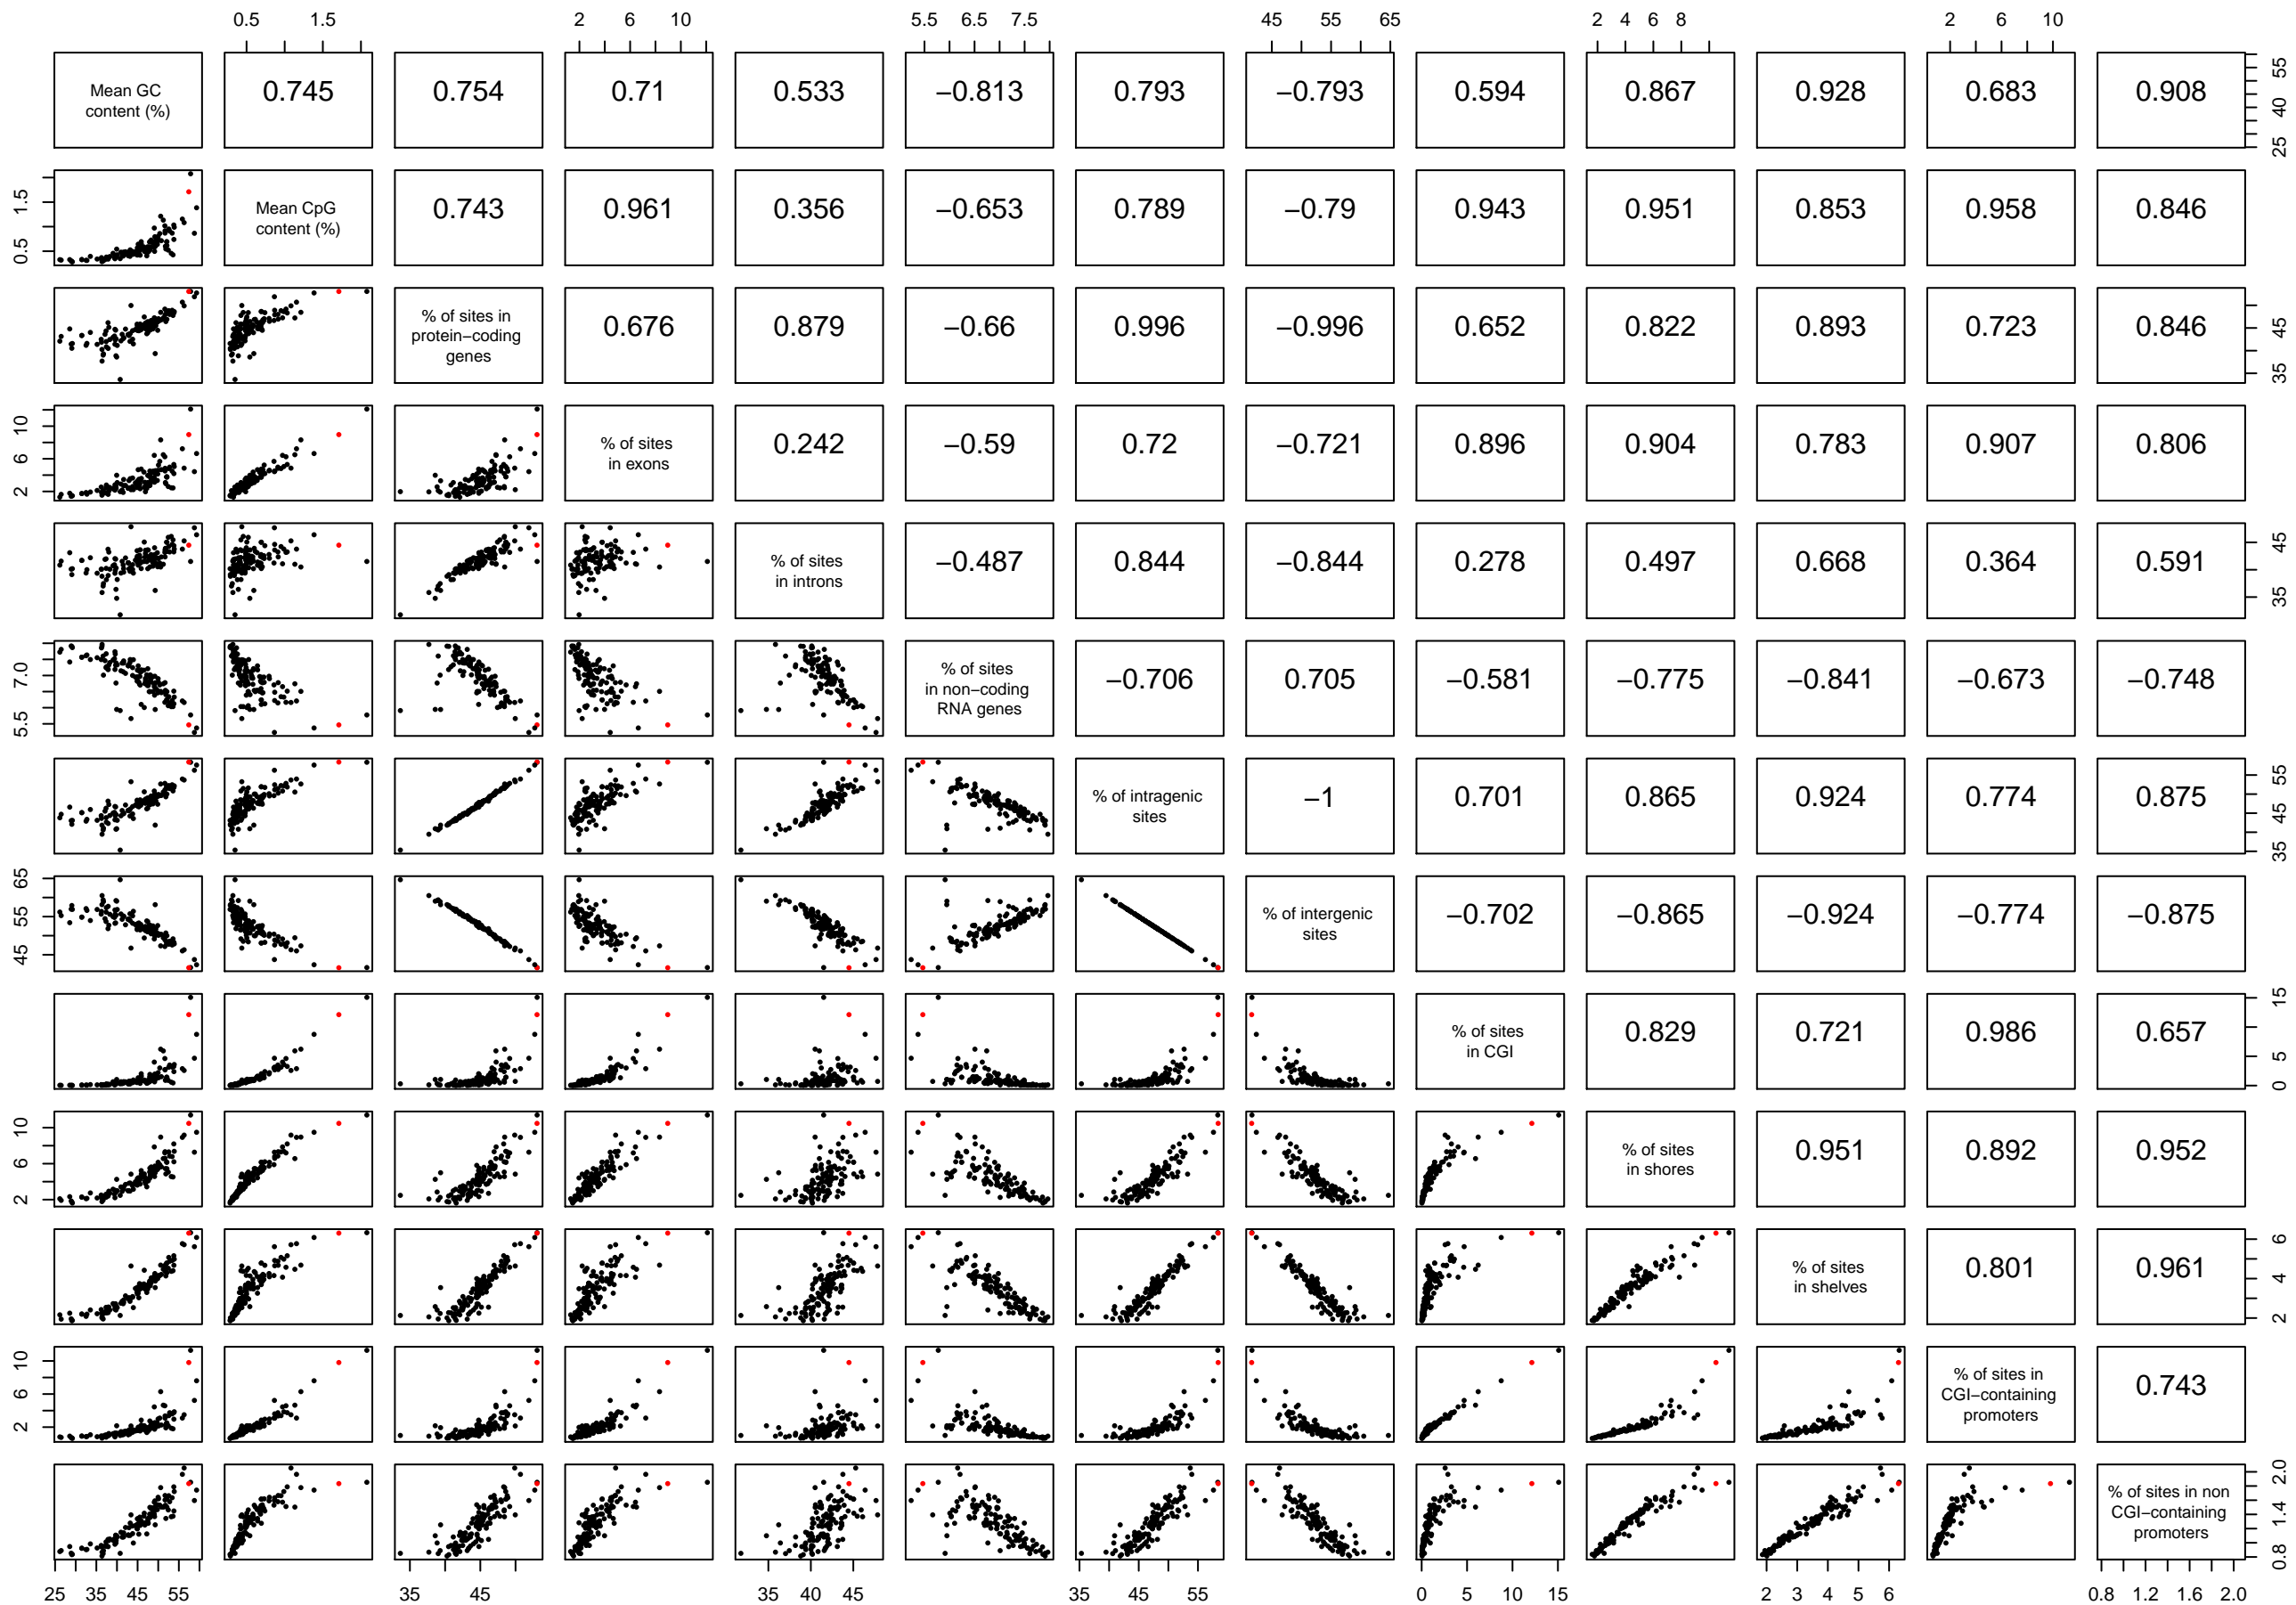 0.5 1.5 2 6 10 5.5 6.5 7.5 45 55 65 2 4 6 8 2 6 10
Mean GC
content (%)
0.745 0.754 0.71 0.533 −0.813 0.793 −0.793 0.594 0.867 0.928 0.683 0.908
25 40 55
0.5 1.5
Mean CpG
content (%)
0.743 0.961 0.356 −0.653 0.789 −0.79 0.943 0.951 0.853 0.958 0.846
% of sites in
protein−coding
genes
0.676 0.879 −0.66 0.996 −0.996 0.652 0.822 0.893 0.723 0.846
35 45
2 6 10
% of sites
in exons
0.242 −0.59 0.72 −0.721 0.896 0.904 0.783 0.907 0.806
% of sites
in introns
−0.487 0.844 −0.844 0.278 0.497 0.668 0.364 0.591
35 45
5.5 7.0
% of sites
in non−coding
RNA genes
−0.706 0.705 −0.581 −0.775 −0.841 −0.673 −0.748
% of intragenic
sites
−1 0.701 0.865 0.924 0.774 0.875
35 45 55
45 55 65
% of intergenic
sites
−0.702 −0.865 −0.924 −0.774 −0.875
% of sites
in CGI
0.829 0.721 0.986 0.657
0 5 15
2 6 10
% of sites
in shores
0.951 0.892 0.952
% of sites
in shelves
0.801 0.961
2 4 6
2 6 10
% of sites in
CGI−containing
promoters
0.743
% of sites in non
CGI−containing
promoters
0.8 1.4 2.0
25 35 45 55 35 45 35 40 45 35 45 55 0 5 10 15 2 3 4 5 6 0.8 1.2 1.6 2.0